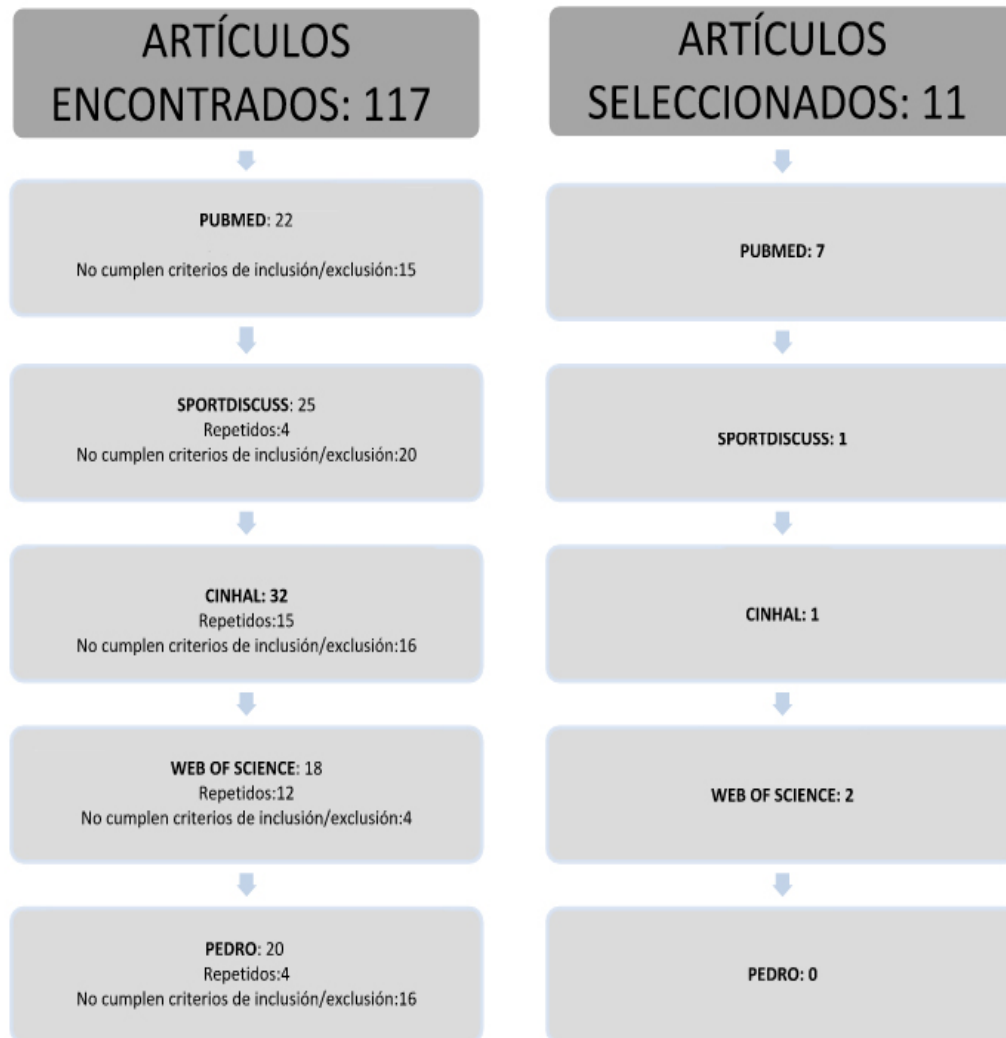 ARTÍCULOS
ENCONTRADOS: 117
PUBMED: 22
No cumplen criterios de inclusión/exclusión:15
SPORTDISCUSS: 25
Repetidos:4
No cumplen criterios de inclusión/exclusión:20
CINHAL: 32
Repetidos:15
No cumplen criterios de inclusión/exclusión:16
WEB OF SCIENCE: 18
Repetidos:12
No cumplen criterios de inclusión/exclusión:4
PEDRO: 20
Repetidos:4
No cumplen criterios de inclusión/exclusión:16
ARTÍCULOS
SELECCIONADOS: 11
PUBMED: 7
SPORTDISCUSS: 1
CINHAL: 1
WEB OF SCIENCE: 2
PEDRO: 0